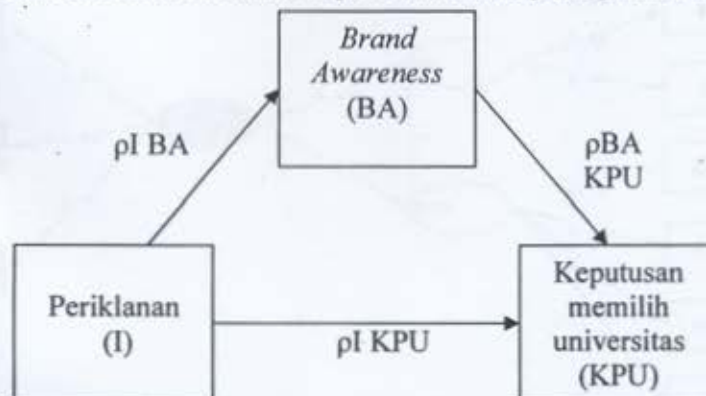 Brand
Awareness
(BA)
ρI BA
ρBA
KPU
Periklanan
(I)
ρI KPU
Keputusan
memilih
universitas
(KPU)